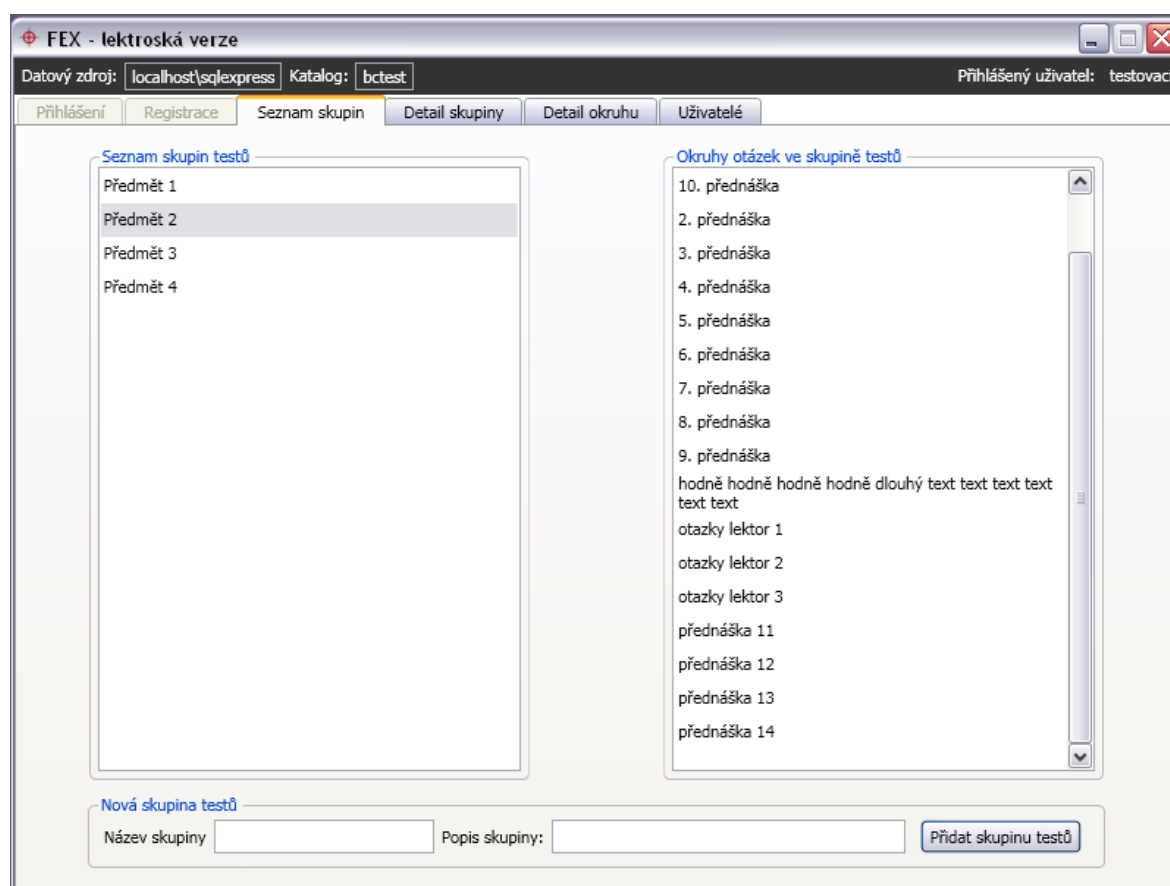 FEX - lektroská verze
Datový zdroj: localhost\sqlexpress Katalog: bctest Přihlášený uživatel: testovac
Přihlášení Registrace Seznam skupin Detail skupiny Detail okruhu Uživatelé
Seznam skupin testů
Předmět 1
Předmět 2
Předmět 3
Předmět 4
Okruhy otázek ve skupině testů
10. přednáška
2. přednáška
3. přednáška
4. přednáška
5. přednáška
6. přednáška
7. přednáška
8. přednáška
9. přednáška
hodně hodně hodně hodně dlouhý text text text text
text text
otazky lektor 1
otazky lektor 2
otazky lektor 3
přednáška 11
přednáška 12
přednáška 13
přednáška 14
Nová skupina testů
Název skupiny Popis skupiny: Přidat skupinu testů